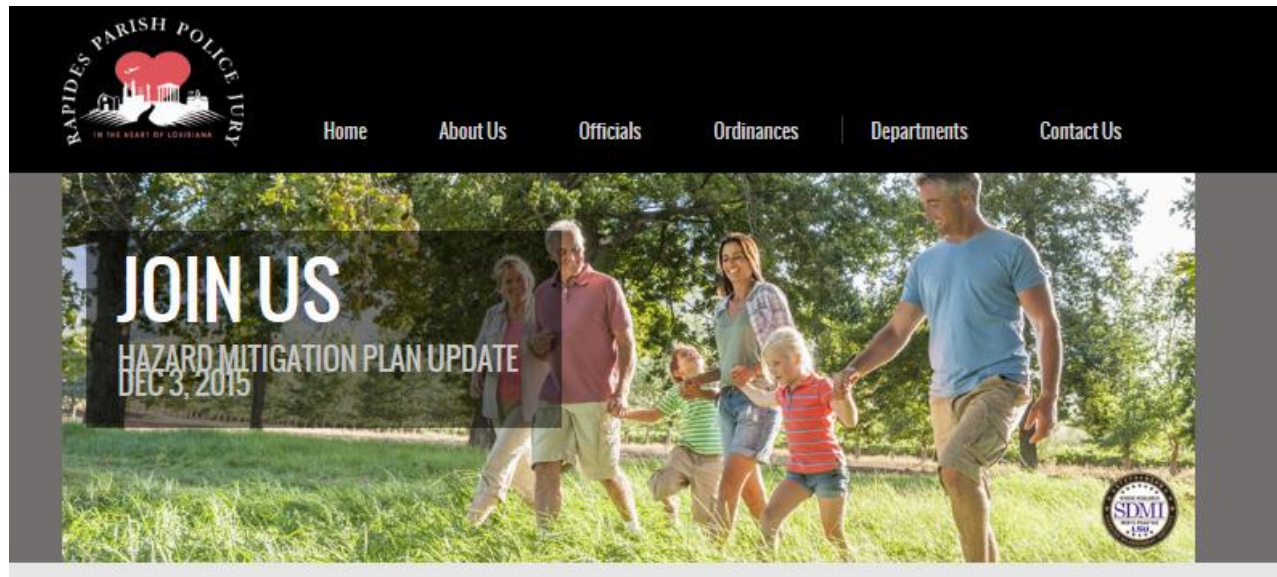 RAPIDES PARISH POLICE JURY
IN THE HEART OF LOUISIANA
Home About Us Officials Ordinances Departments Contact Us
JOIN US
HAZARD MITIGATION PLAN UPDATE
DEC 3, 2015
SDMI
LSU